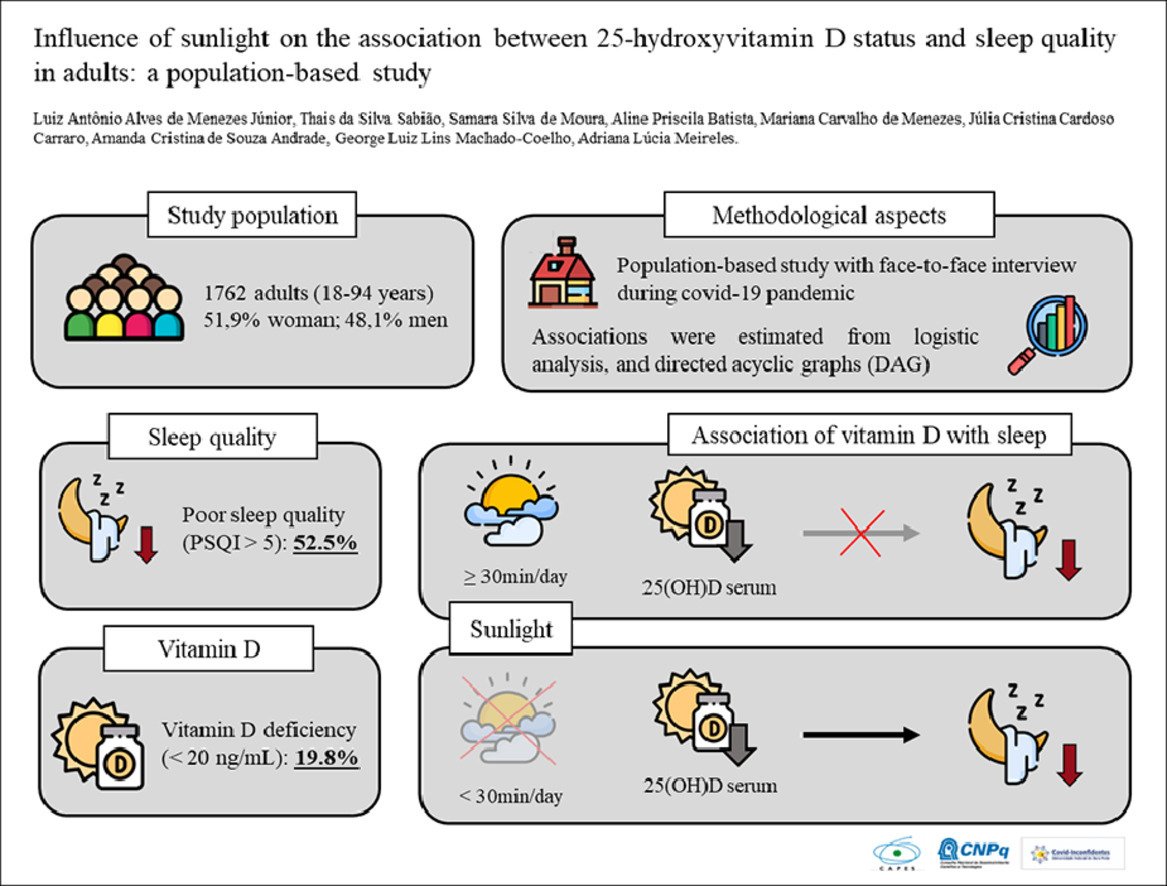 Influence of sunlight on the association between 25-hydroxyvitamin D status and sleep quality
in adults: a population-based study
Luiz Antônio Alves de Menezes Júnior, Thais da Silva Sabião, Samara Silva de Moura, Aline Priscila Batista, Mariana Carvalho de Menezes, Júlia Cristina Cardoso
Carraro, Amanda Cristina de Souza Andrade, George Luiz Lins Machado-Coelho, Adriana Lúcia Meireles.
Study population
1762 adults (18-94 years)
51,9% woman; 48,1% men
Methodological aspects
Population-based study with face-to-face interview
during covid-19 pandemic
Associations were estimated from logistic
analysis, and directed acyclic graphs (DAG)
Sleep quality
z z z
Poor sleep quality
(PSQI > 5): 52.5%
Association of vitamin D with sleep
≥ 30min/day
D
25(OH)D serum
z z z
Sunlight
Vitamin D
D
Vitamin D deficiency
(< 20 ng/mL): 19.8%
< 30min/day
D
25(OH)D serum
z z z
CAPES
CNPq
Covid-Inconfidentes